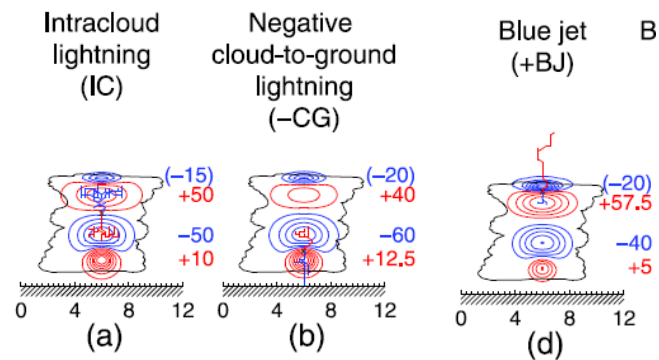 Intracloud
lightning
(IC)
(−15)
+50
−50
+10
0 4 8 12
(a)
Negative
cloud-to-ground
lightning
(−CG)
(−20)
+40
−60
+12.5
0 4 8 12
(b)
Blue jet
(+BJ)
(−20)
+57.5
−40
+5
0 4 8 12
(d)
B